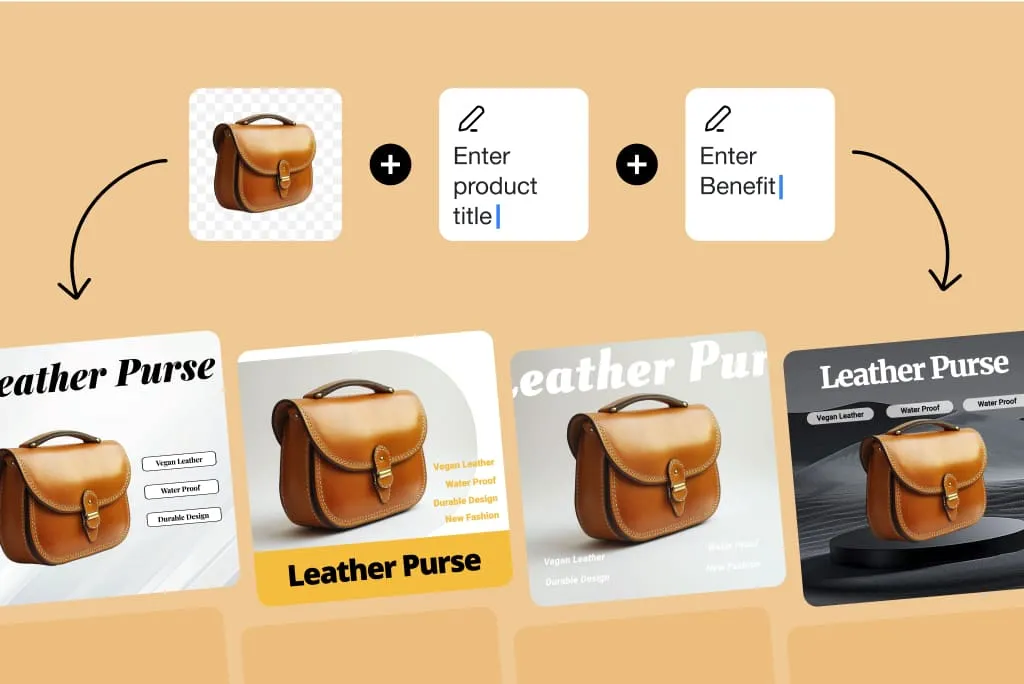 Enter
product
title
Enter
Benefit
eather Purse
Vegan Leather
Water Proof
Durable Design
Vegan Leather
Water Proof
Durable Design
New Fashion
Leather Purse
Leather Pur
Vegan Leather
Water Proof
Durable Design
New Fashion
Leather Purse
Vegan Leather
Water Proof
Water Proof